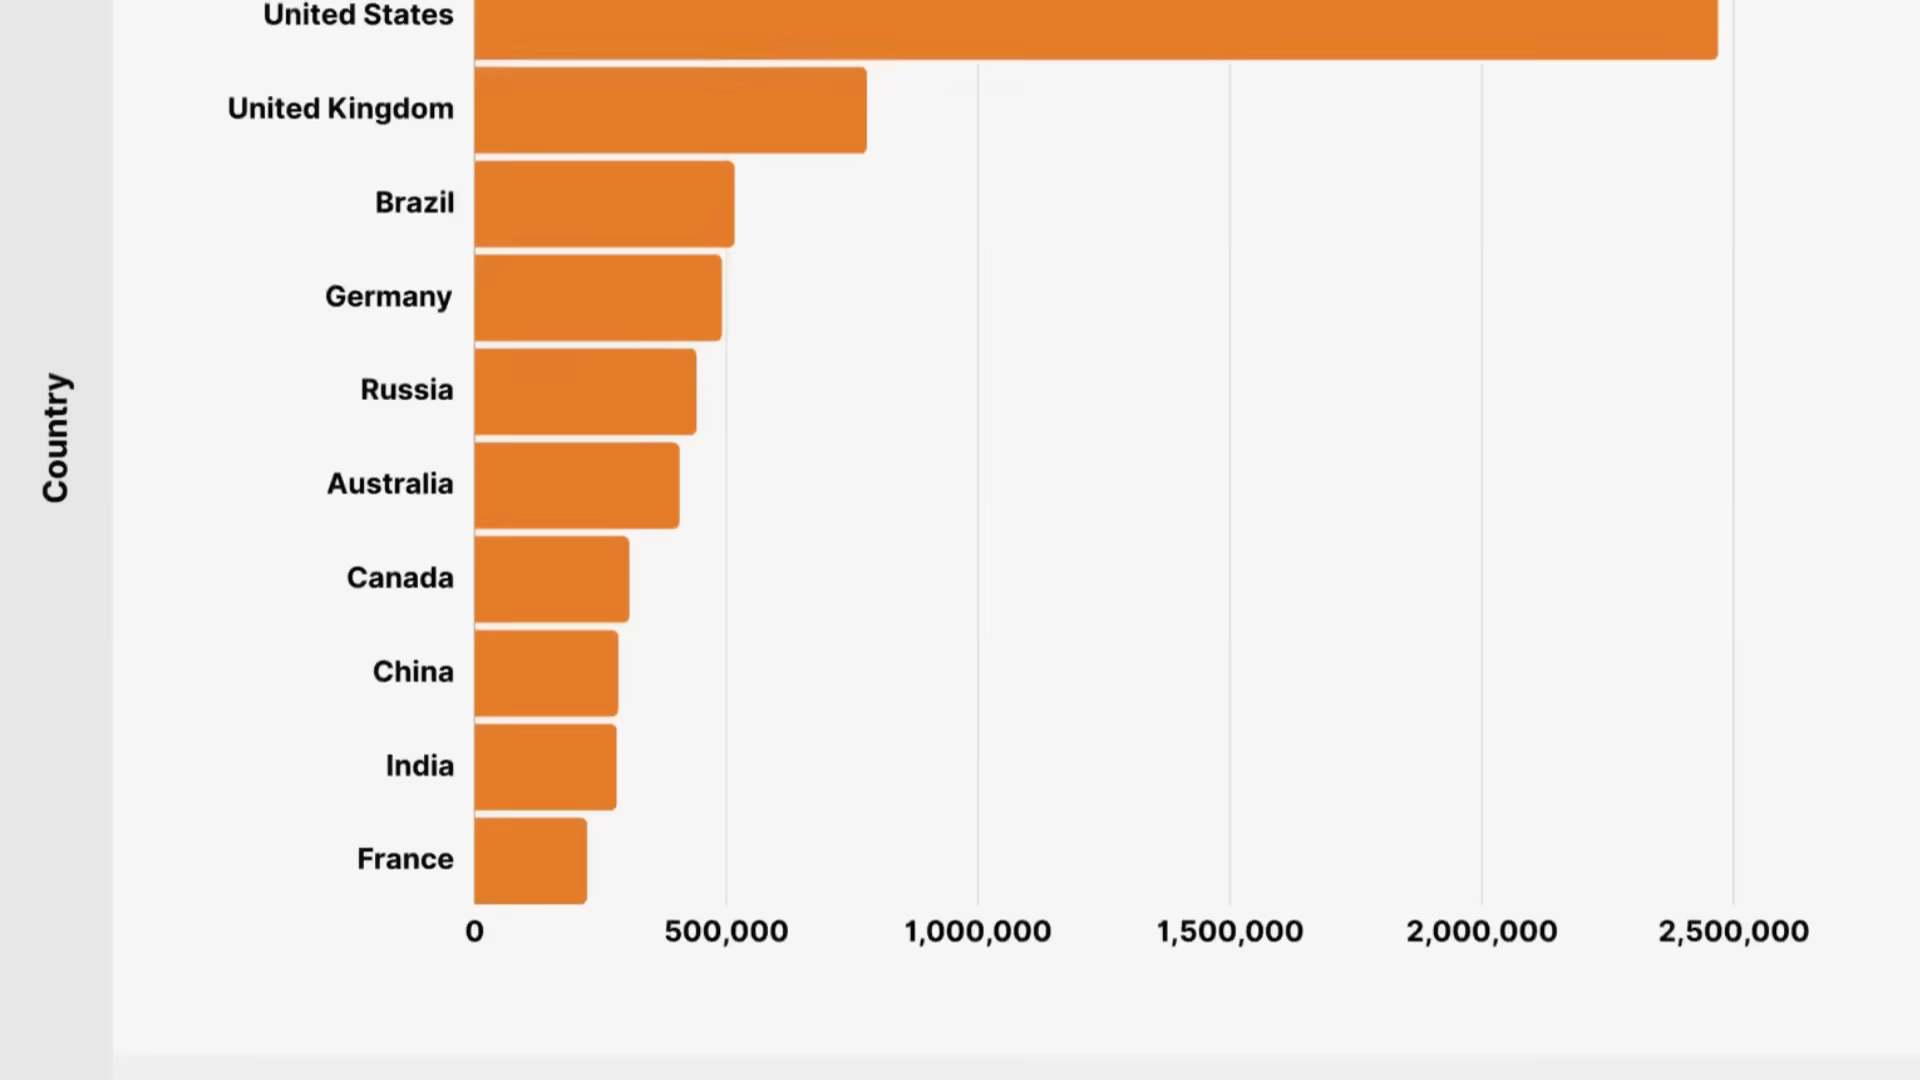 United States
United Kingdom
Brazil
Germany
Russia
Australia
Canada
China
India
France
Country
0 500,000 1,000,000 1,500,000 2,000,000 2,500,000